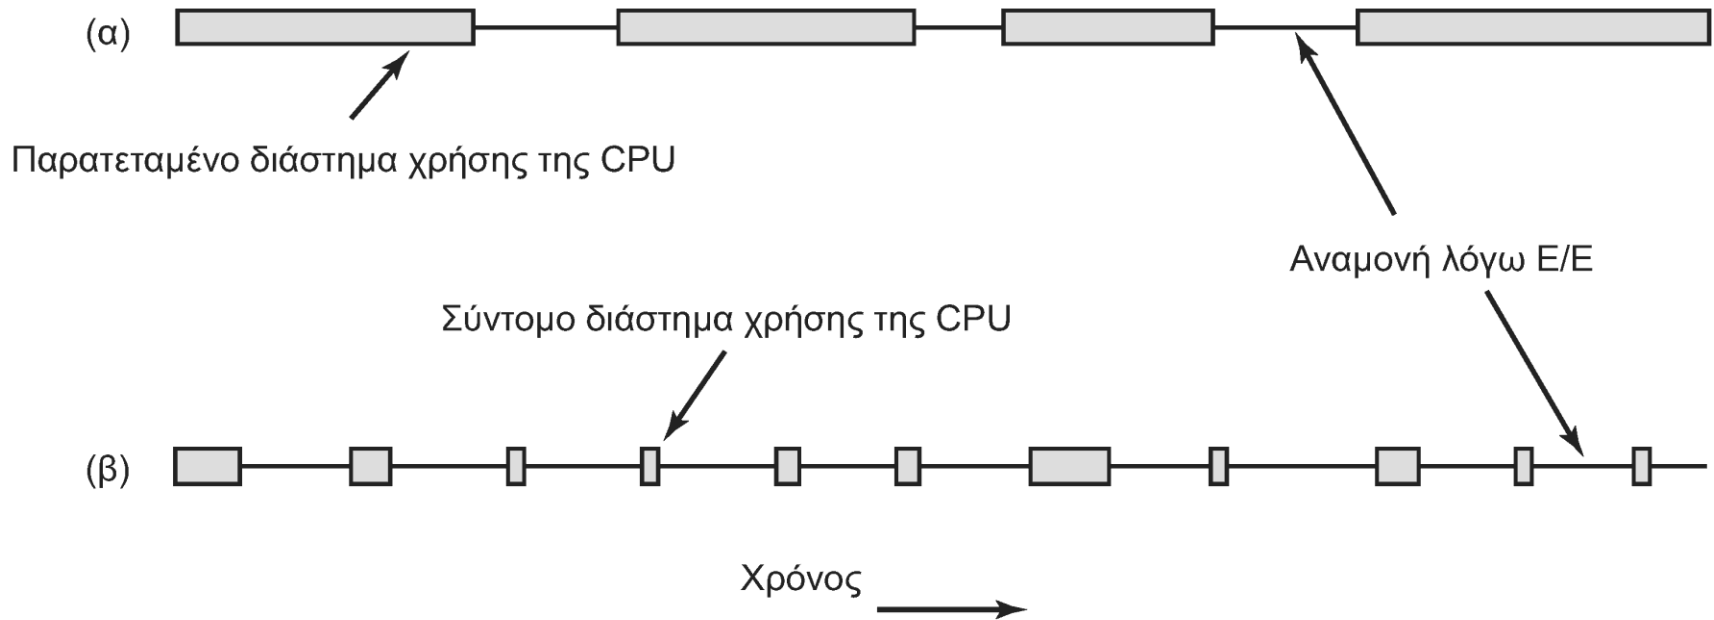 (α)
Παρατεταμένο διάστημα χρήσης της CPU
Αναμονή λόγω Ε/Ε
Σύντομο διάστημα χρήσης της CPU
(β)
Χρόνος